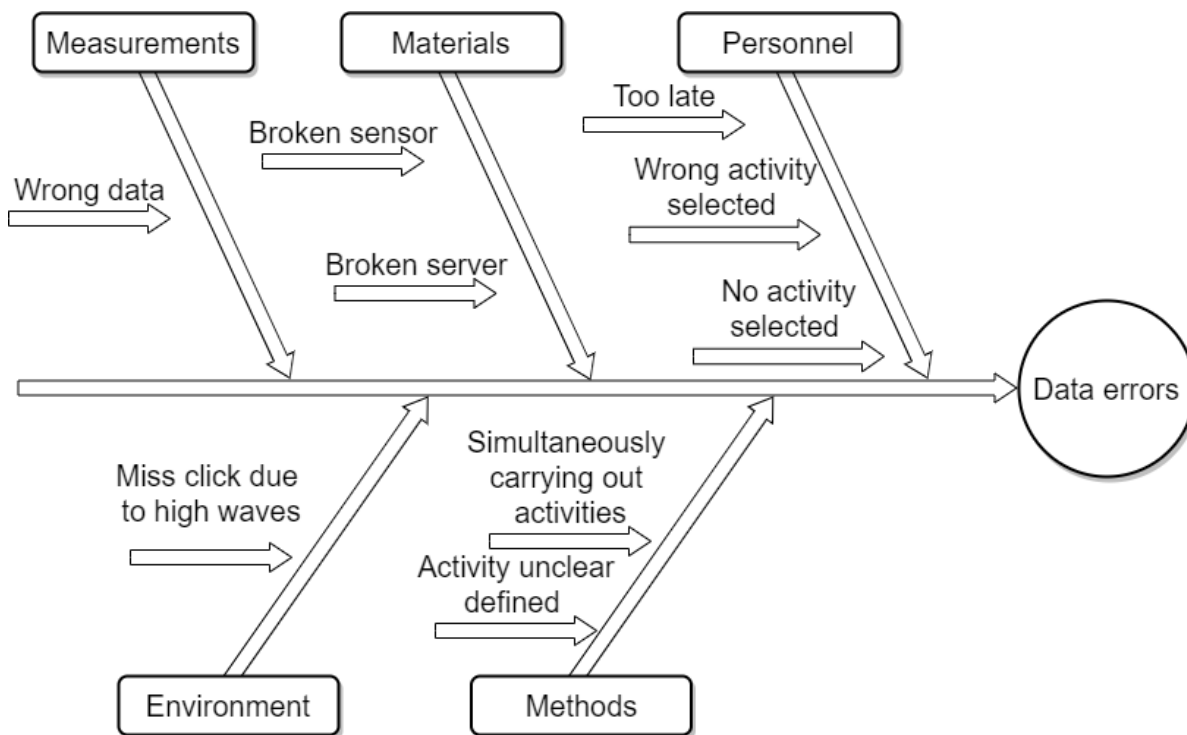 Measurements
Materials
Personnel
Too late
Broken sensor
Wrong data
Wrong activity
selected
Broken server
No activity
selected
Data errors
Miss click due
to high waves
Simultaneously
carrying out
activities
Activity unclear
defined
Environment
Methods